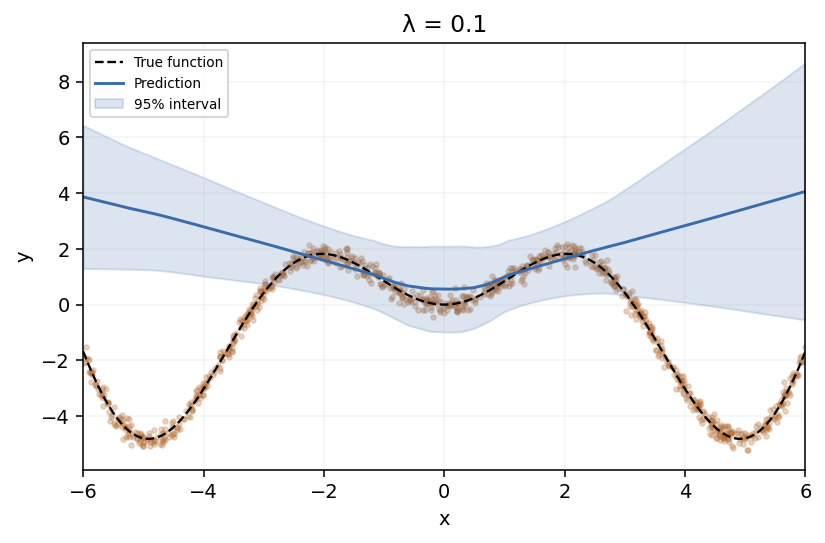 λ = 0.1
True function
Prediction
95% interval
8
6
4
2
0
−2
−4
y
−6
−4
−2
0
2
4
6
x